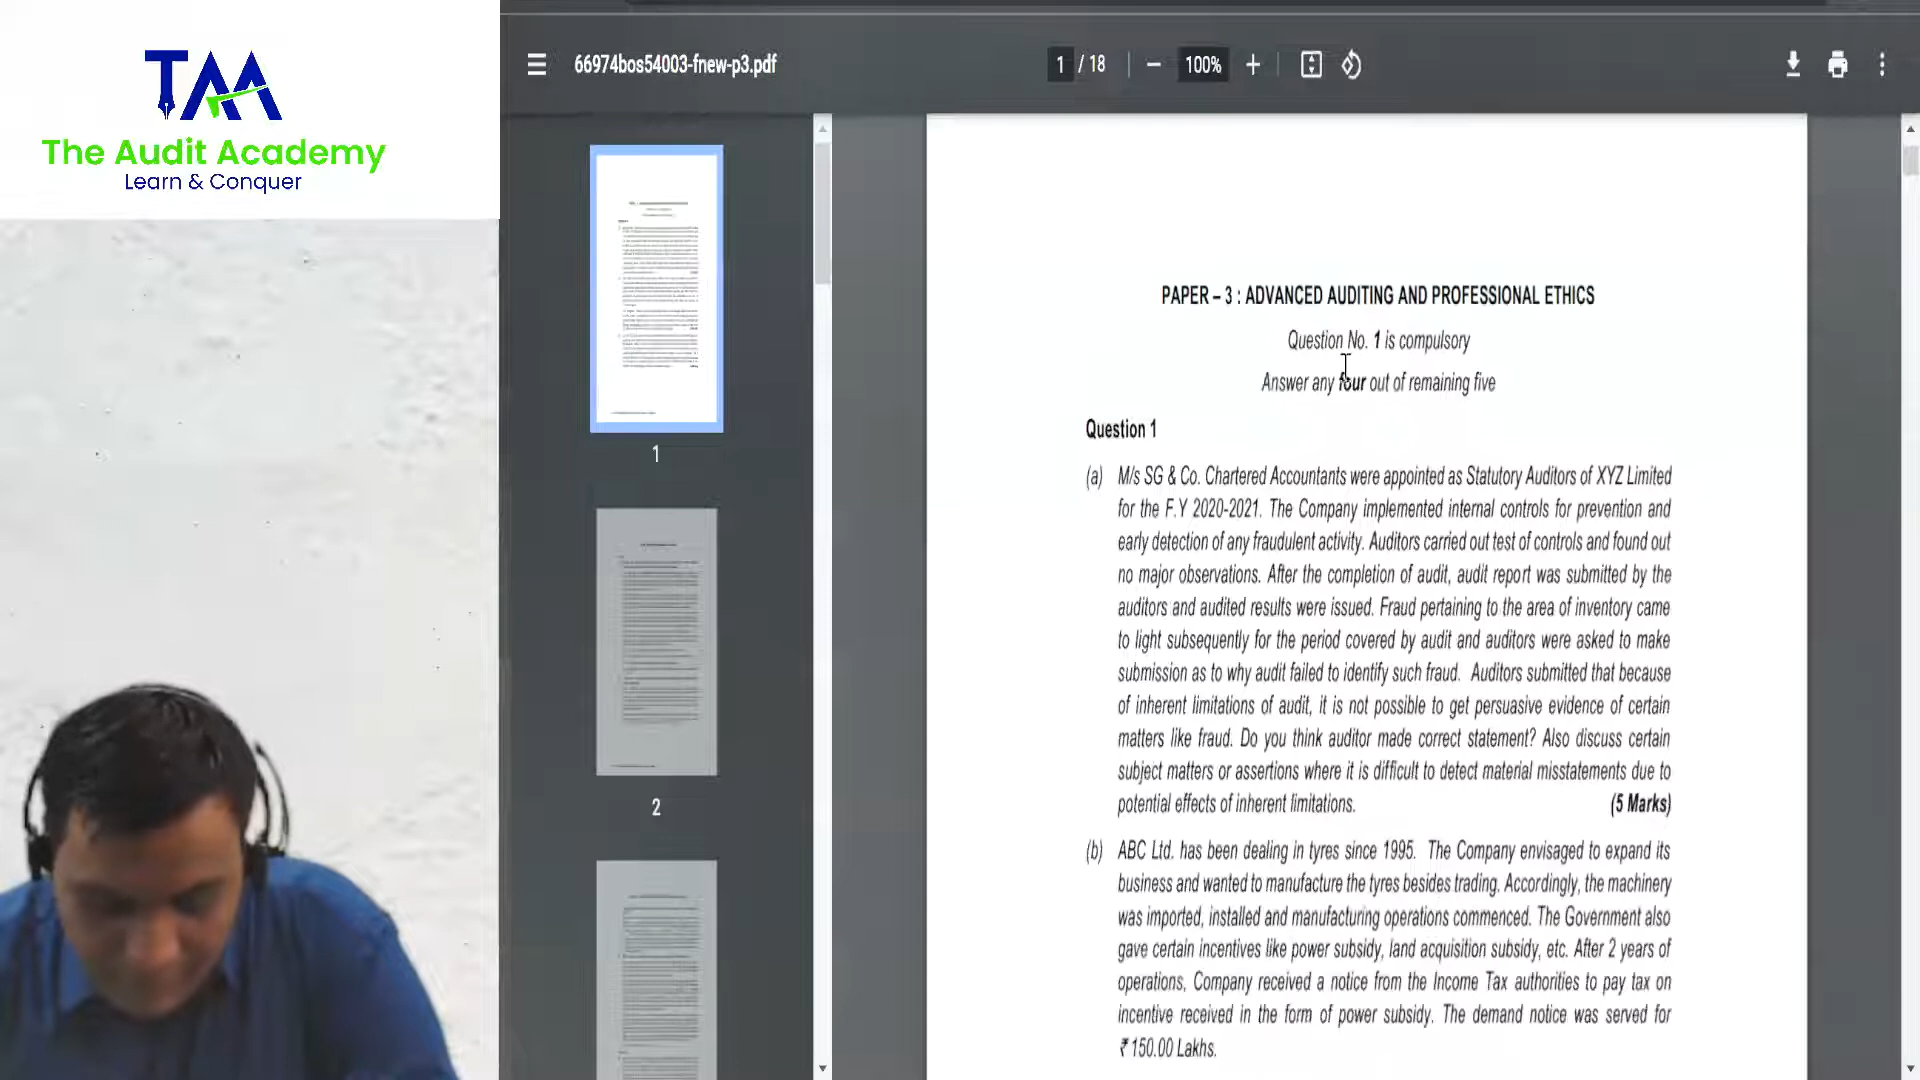 TAA
The Audit Academy
Learn & Conquer
66974bos54003-fnew-p3.pdf
1 / 18
100%
1
2
PAPER – 3 : ADVANCED AUDITING AND PROFESSIONAL ETHICS
Question No. 1 is compulsory
Answer any four out of remaining five
Question 1
(a) M/s SG & Co. Chartered Accountants were appointed as Statutory Auditors of XYZ Limited
for the F.Y 2020-2021. The Company implemented internal controls for prevention and
early detection of any fraudulent activity. Auditors carried out test of controls and found out
no major observations. After the completion of audit, audit report was submitted by the
auditors and audited results were issued. Fraud pertaining to the area of inventory came
to light subsequently for the period covered by audit and auditors were asked to make
submission as to why audit failed to identify such fraud. Auditors submitted that because
of inherent limitations of audit, it is not possible to get persuasive evidence of certain
matters like fraud. Do you think auditor made correct statement? Also discuss certain
subject matters or assertions where it is difficult to detect material misstatements due to
potential effects of inherent limitations. (5 Marks)
(b) ABC Ltd. has been dealing in tyres since 1995. The Company envisaged to expand its
business and wanted to manufacture the tyres besides trading. Accordingly, the machinery
was imported, installed and manufacturing operations commenced. The Government also
gave certain incentives like power subsidy, land acquisition subsidy, etc. After 2 years of
operations, Company received a notice from the Income Tax authorities to pay tax on
incentive received in the form of power subsidy. The demand notice was served for
₹ 150.00 Lakhs.